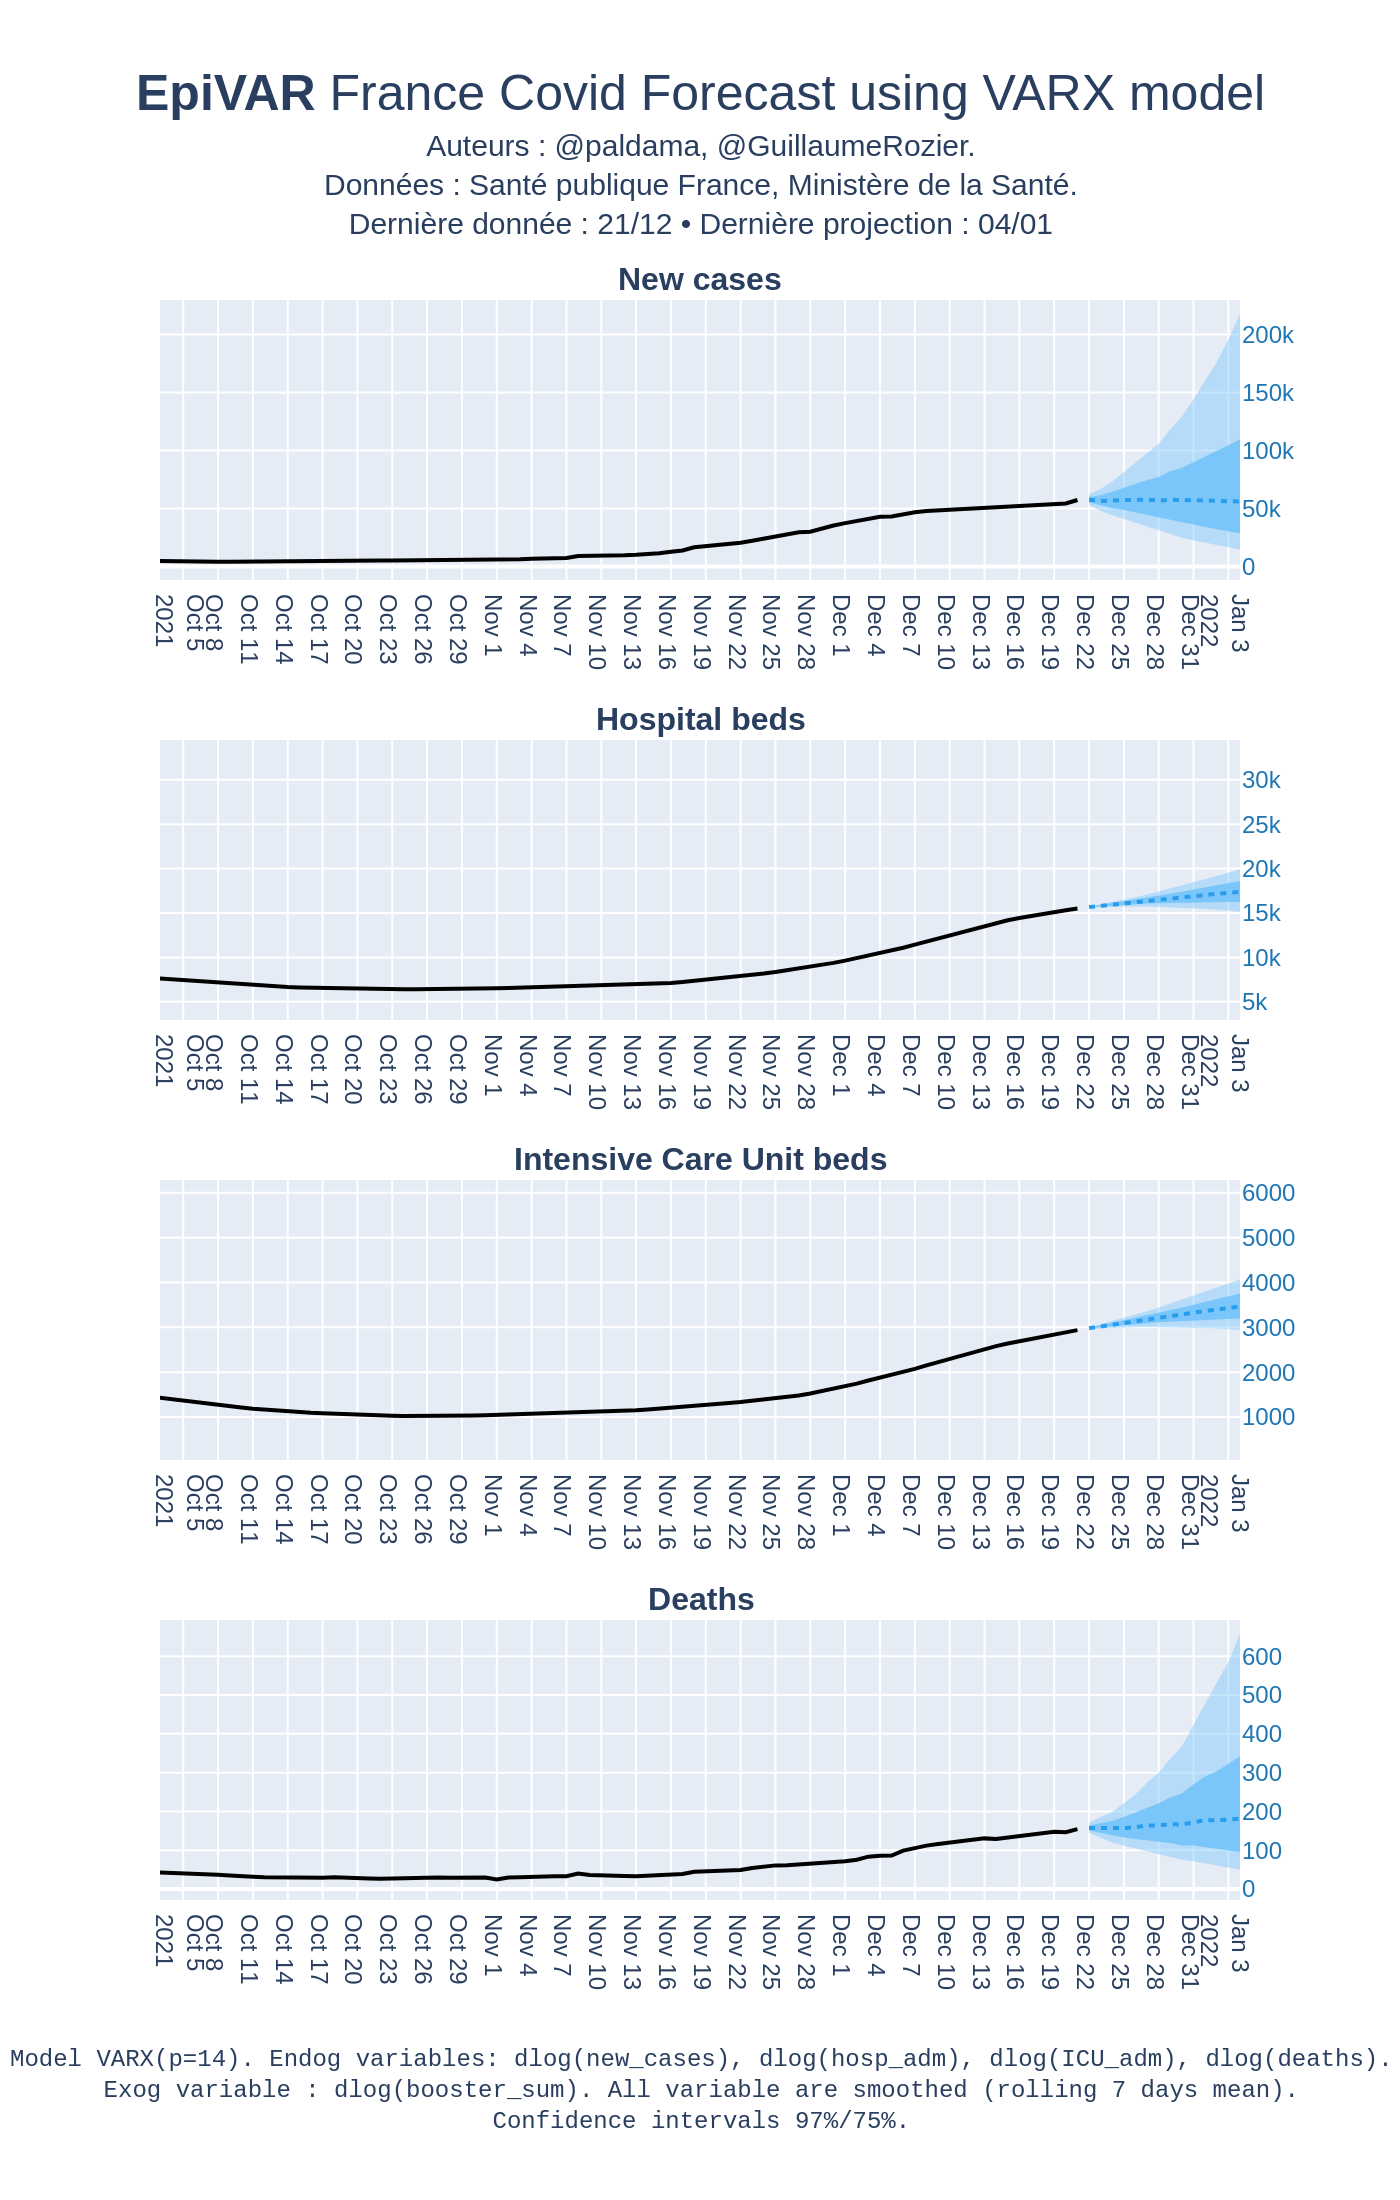 EpiVAR France Covid Forecast using VARX model
Auteurs : @paldama, @GuillaumeRozier.
Données : Santé publique France, Ministère de la Santé.
Dernière donnée : 21/12 • Dernière projection : 04/01
New cases
200k
150k
100k
50k
0
2021
Oct 5
Oct 8
Oct 11
Oct 14
Oct 17
Oct 20
Oct 23
Oct 26
Oct 29
Nov 1
Nov 4
Nov 7
Nov 10
Nov 13
Nov 16
Nov 19
Nov 22
Nov 25
Nov 28
Dec 1
Dec 4
Dec 7
Dec 10
Dec 13
Dec 16
Dec 19
Dec 22
Dec 25
Dec 28
Dec 31
2022
Jan 3
Hospital beds
30k
25k
20k
15k
10k
5k
2021
Oct 5
Oct 8
Oct 11
Oct 14
Oct 17
Oct 20
Oct 23
Oct 26
Oct 29
Nov 1
Nov 4
Nov 7
Nov 10
Nov 13
Nov 16
Nov 19
Nov 22
Nov 25
Nov 28
Dec 1
Dec 4
Dec 7
Dec 10
Dec 13
Dec 16
Dec 19
Dec 22
Dec 25
Dec 28
Dec 31
2022
Jan 3
Intensive Care Unit beds
6000
5000
4000
3000
2000
1000
2021
Oct 5
Oct 8
Oct 11
Oct 14
Oct 17
Oct 20
Oct 23
Oct 26
Oct 29
Nov 1
Nov 4
Nov 7
Nov 10
Nov 13
Nov 16
Nov 19
Nov 22
Nov 25
Nov 28
Dec 1
Dec 4
Dec 7
Dec 10
Dec 13
Dec 16
Dec 19
Dec 22
Dec 25
Dec 28
Dec 31
2022
Jan 3
Deaths
600
500
400
300
200
100
0
2021
Oct 5
Oct 8
Oct 11
Oct 14
Oct 17
Oct 20
Oct 23
Oct 26
Oct 29
Nov 1
Nov 4
Nov 7
Nov 10
Nov 13
Nov 16
Nov 19
Nov 22
Nov 25
Nov 28
Dec 1
Dec 4
Dec 7
Dec 10
Dec 13
Dec 16
Dec 19
Dec 22
Dec 25
Dec 28
Dec 31
2022
Jan 3
Model VARX(p=14). Endog variables: dlog(new_cases), dlog(hosp_adm), dlog(ICU_adm), dlog(deaths).
Exog variable : dlog(booster_sum). All variable are smoothed (rolling 7 days mean).
Confidence intervals 97%/75%.